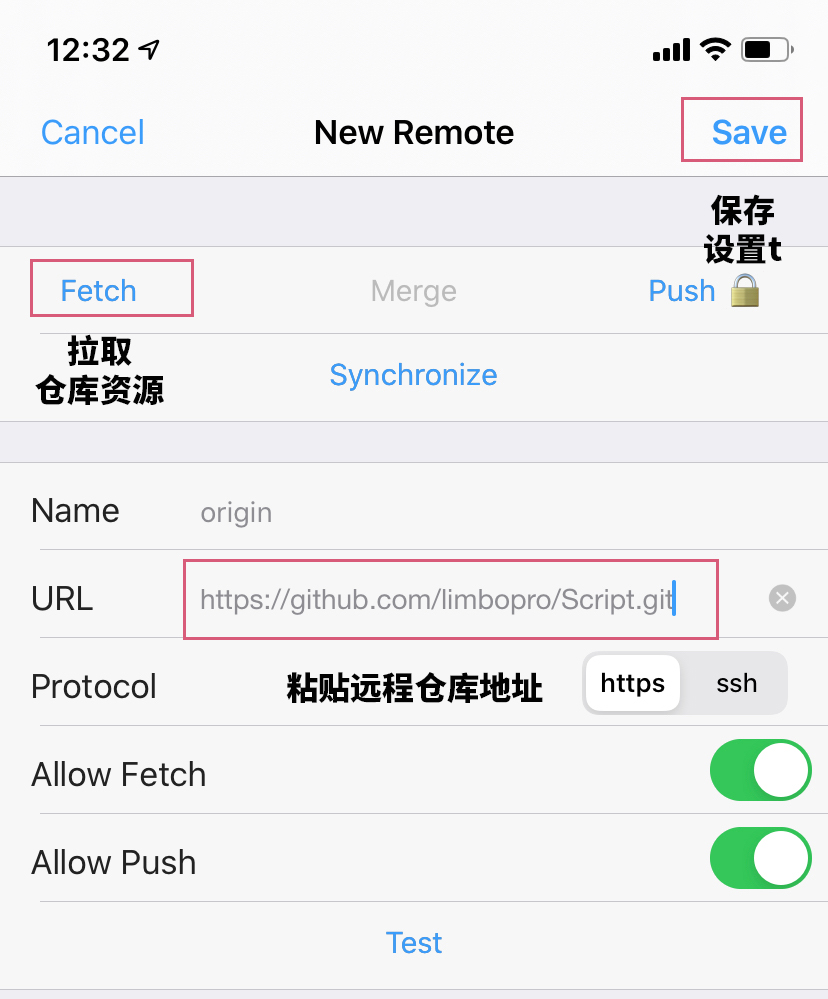 12:32
Cancel
New Remote
Save
保存
设置t
Fetch
Merge
Push
拉取
仓库资源
Synchronize
Name
origin
URL
https://github.com/limbopro/Script.git
Protocol
粘贴远程仓库地址
https
ssh
Allow Fetch
Allow Push
Test